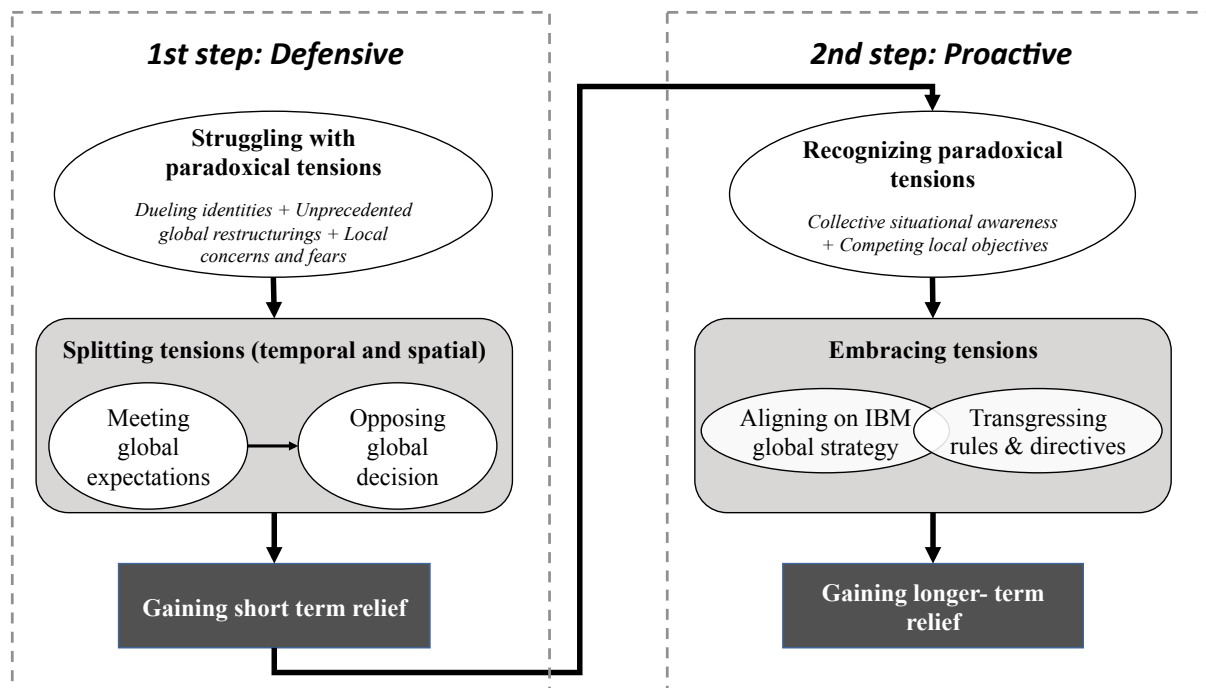 1st step: Defensive
Struggling with
paradoxical tensions
Dueling identities + Unprecedented
global restructurings + Local
concerns and fears
Splitting tensions (temporal and spatial)
Meeting
global
expectations
Opposing
global
decision
Gaining short term relief
2nd step: Proactive
Recognizing paradoxical
tensions
Collective situational awareness
+ Competing local objectives
Embracing tensions
Aligning on IBM
global strategy
Transgressing
rules & directives
Gaining longer- term
relief